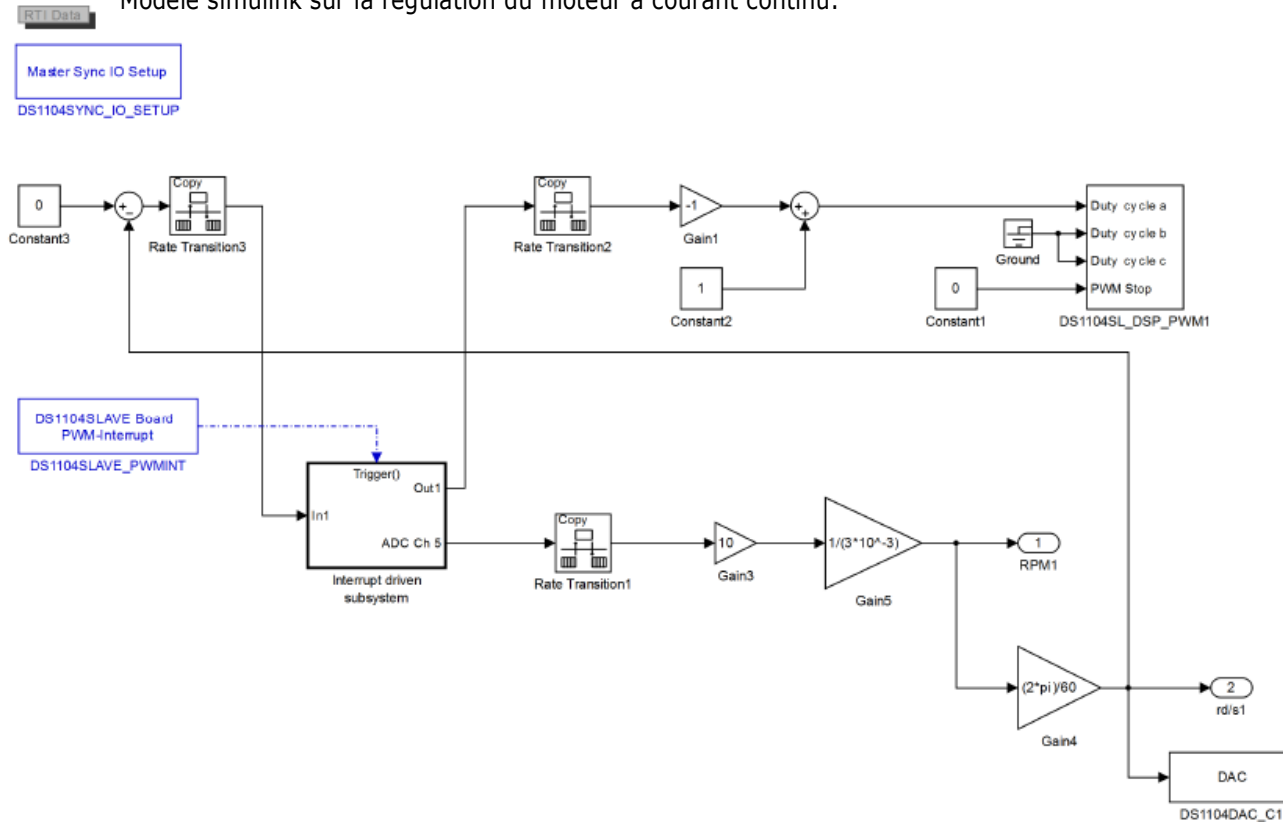 Modèle simulink sur la régulation du moteur à courant continu.
RTI Data
Master Sync IO Setup
DS1104SYNC_IO_SETUP
0
Constant3
+
−
Copy
Rate Transition3
Copy
Rate Transition2
-1
Gain1
+
+
1
Constant2
Ground
0
Constant1
Duty cycle a
Duty cycle b
Duty cycle c
PWM Stop
DS1104SL_DSP_PWM1
DS1104SLAVE Board
PWM-Interrupt
DS1104SLAVE_PWMINT
Trigger()
In1
Out1
ADC Ch 5
Interrupt driven
subsystem
Copy
Rate Transition1
10
Gain3
1/(3*10^-3)
Gain5
1
RPM1
(2*pi)/60
Gain4
2
rd/s1
DAC
DS1104DAC_C1